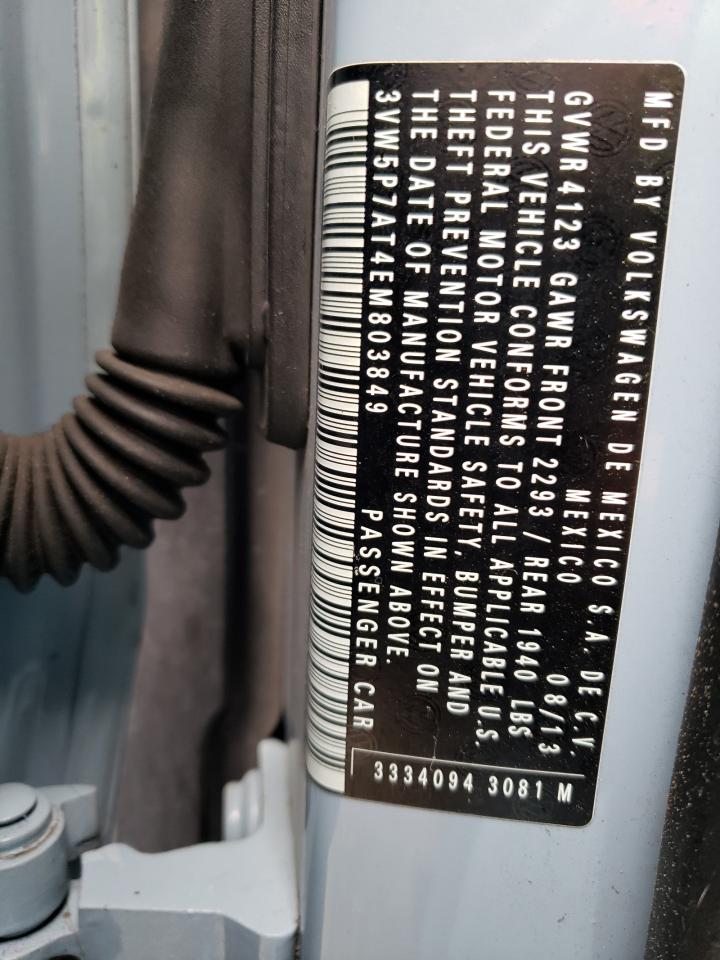 MFD BY VOLKSWAGEN DE MEXICO S.A. DE C.V.
MEXICO 08/13
GVWR 4123 GAWR FRONT 2293 / REAR 1940 LBS
THIS VEHICLE CONFORMS TO ALL APPLICABLE U.S.
FEDERAL MOTOR VEHICLE SAFETY, BUMPER AND
THEFT PREVENTION STANDARDS IN EFFECT ON
THE DATE OF MANUFACTURE SHOWN ABOVE.
3VW5P7AT4EM803849 PASSENGER CAR
3334094 3081 M